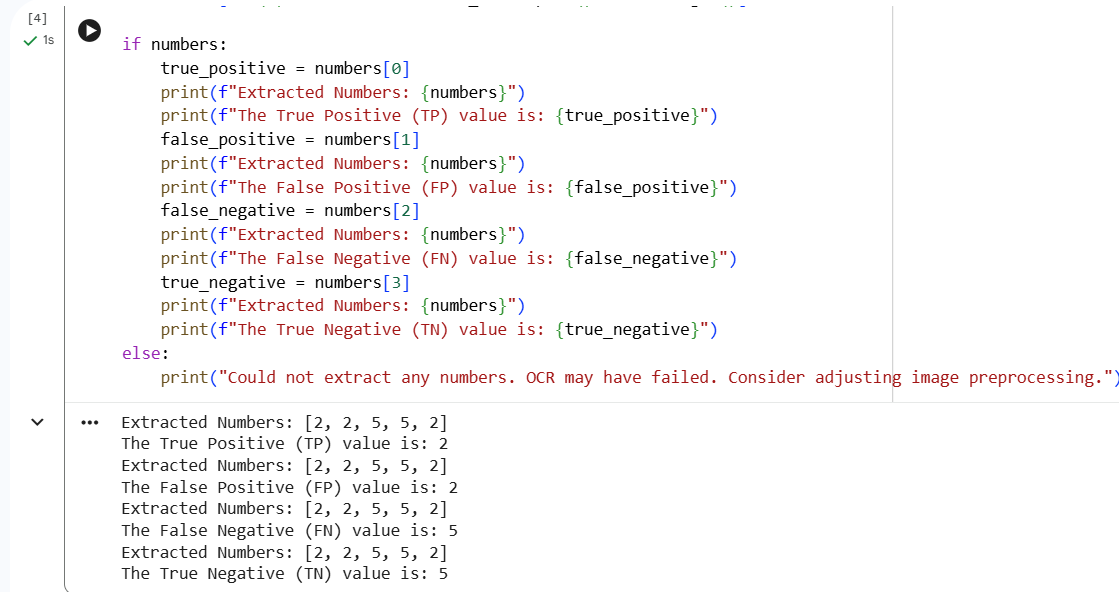 [4]
1s
if numbers:
    true_positive = numbers[0]
    print(f"Extracted Numbers: {numbers}")
    print(f"The True Positive (TP) value is: {true_positive}")
    false_positive = numbers[1]
    print(f"Extracted Numbers: {numbers}")
    print(f"The False Positive (FP) value is: {false_positive}")
    false_negative = numbers[2]
    print(f"Extracted Numbers: {numbers}")
    print(f"The False Negative (FN) value is: {false_negative}")
    true_negative = numbers[3]
    print(f"Extracted Numbers: {numbers}")
    print(f"The True Negative (TN) value is: {true_negative}")
else:
    print("Could not extract any numbers. OCR may have failed. Consider adjusting image preprocessing.")
Extracted Numbers: [2, 2, 5, 5, 2]
The True Positive (TP) value is: 2
Extracted Numbers: [2, 2, 5, 5, 2]
The False Positive (FP) value is: 2
Extracted Numbers: [2, 2, 5, 5, 2]
The False Negative (FN) value is: 5
Extracted Numbers: [2, 2, 5, 5, 2]
The True Negative (TN) value is: 5